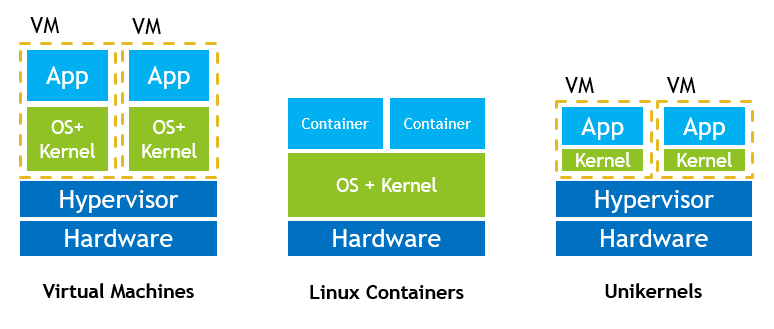 VM
VM
App
App
OS+
Kernel
OS+
Kernel
Hypervisor
Hardware
Virtual Machines
Container
Container
OS + Kernel
Hardware
Linux Containers
VM
VM
App
App
Kernel
Kernel
Hypervisor
Hardware
Unikernels